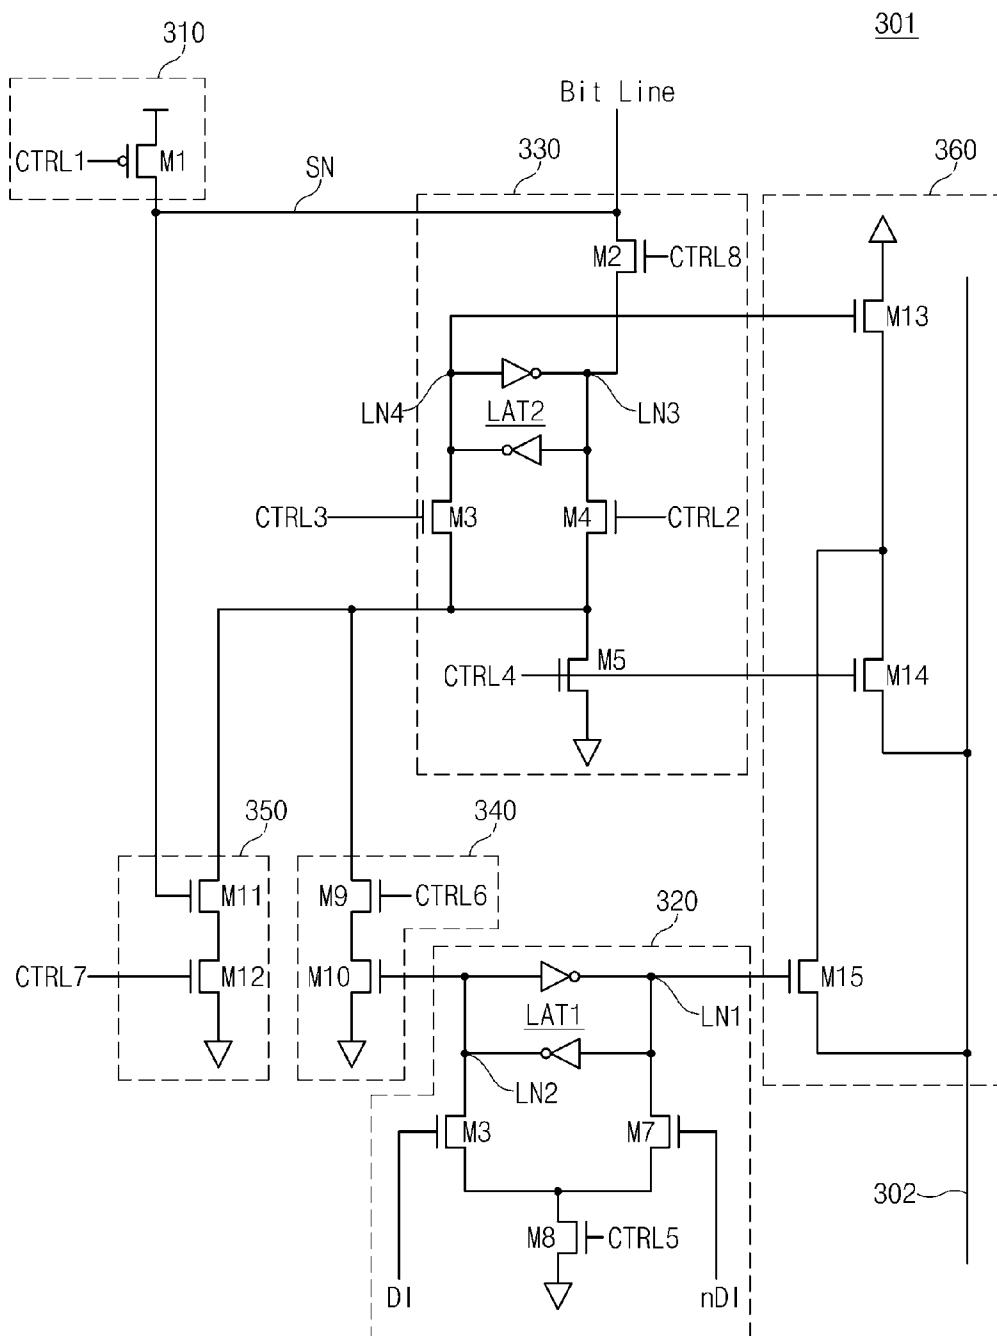 301
310
Bit Line
CTRL1
M1
SN
330
360
M2
CTRL8
M13
LN4
LAT2
LN3
CTRL3
M3
M4
CTRL2
CTRL4
M5
M14
350
340
M11
M9
CTRL6
320
CTRL7
M12
M10
M15
LAT1
LN1
LN2
M3
M7
302
M8
CTRL5
DI
nDI